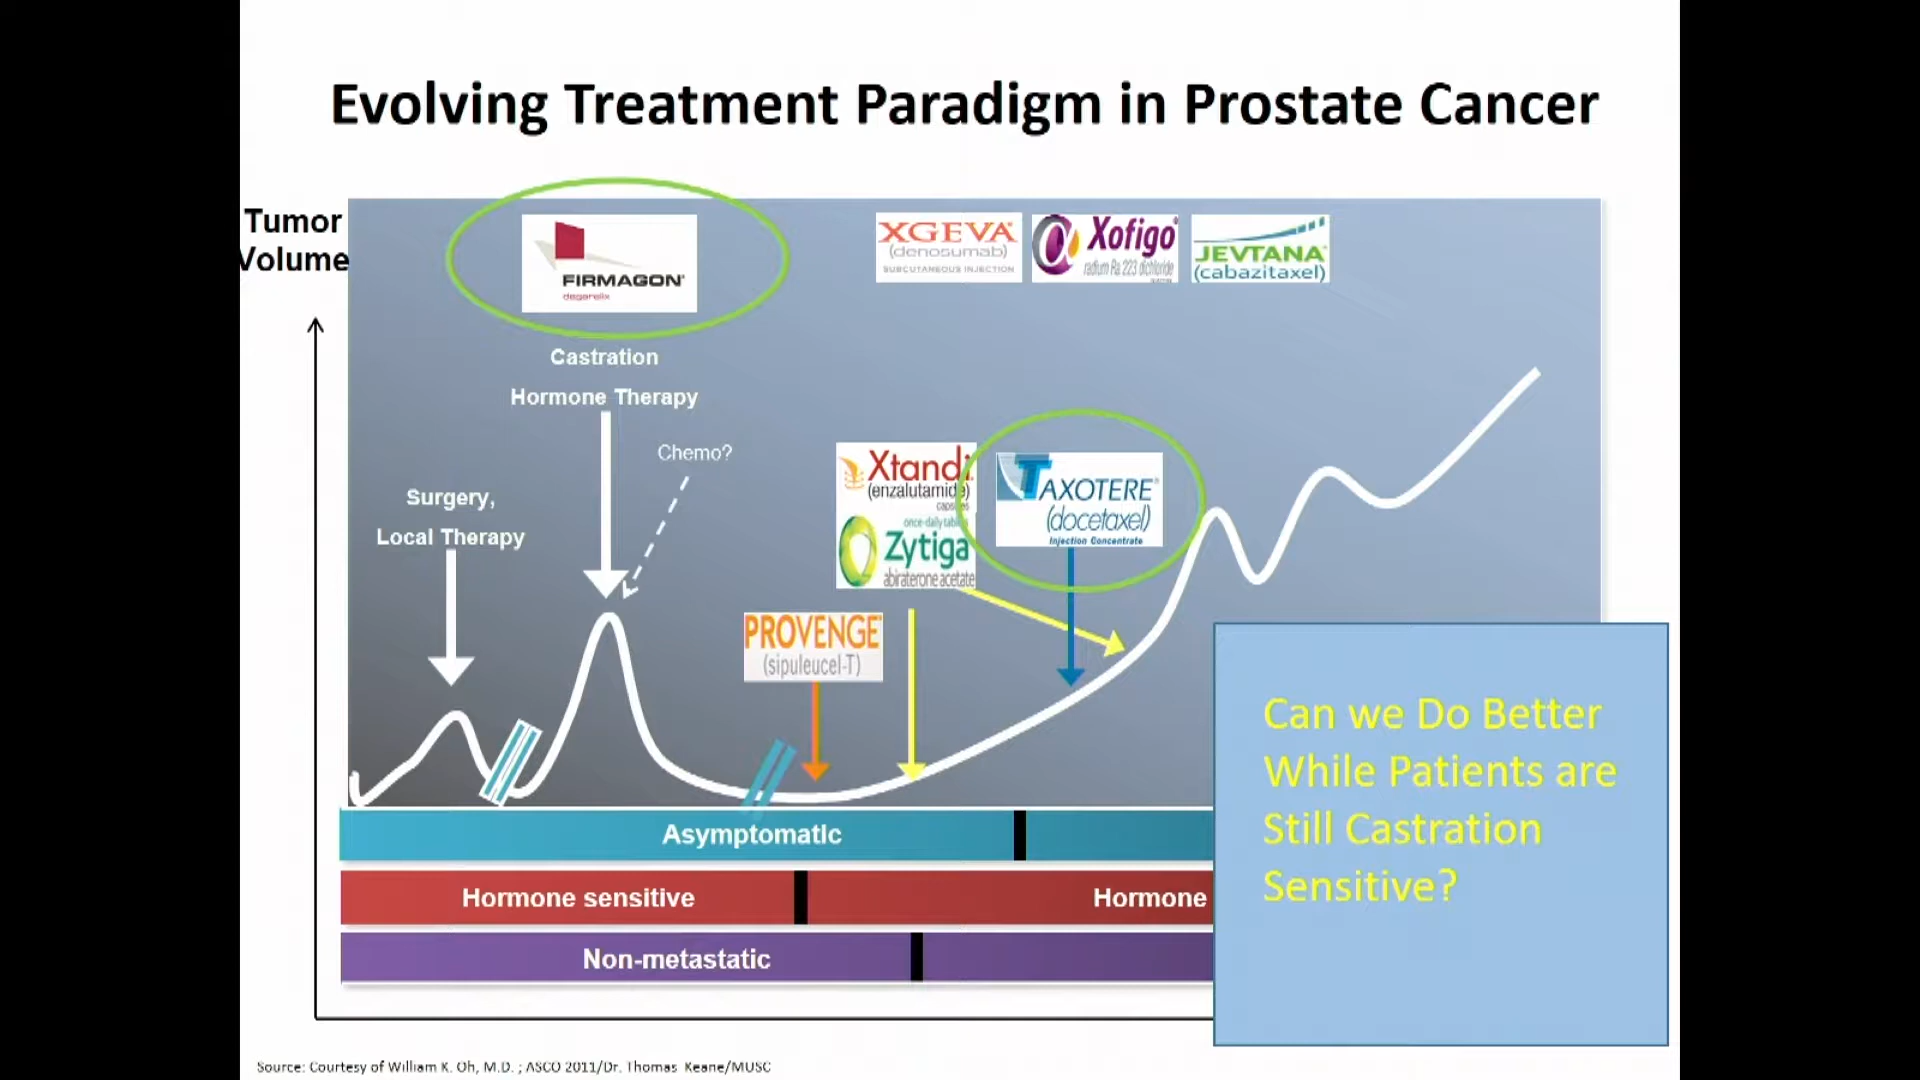 Evolving Treatment Paradigm in Prostate Cancer
Tumor
Volume
FIRMAGON®
degarelix
XGEVA®
(denosumab)
SUBCUTANEOUS INJECTION
Xofigo®
radium Ra 223 dichloride
JEVTANA®
(cabazitaxel)
Castration
Hormone Therapy
Chemo?
Surgery,
Local Therapy
Xtandi
(enzalutamide)
capsules
once-daily tablets
Zytiga
abiraterone acetate
TAXOTERE®
(docetaxel)
Injection Concentrate
PROVENGE
(sipuleucel-T)
Asymptomatic
Hormone sensitive
Hormone
Non-metastatic
Can we Do Better
While Patients are
Still Castration
Sensitive?
Source: Courtesy of William K. Oh, M.D. ; ASCO 2011/Dr. Thomas Keane/MUSC